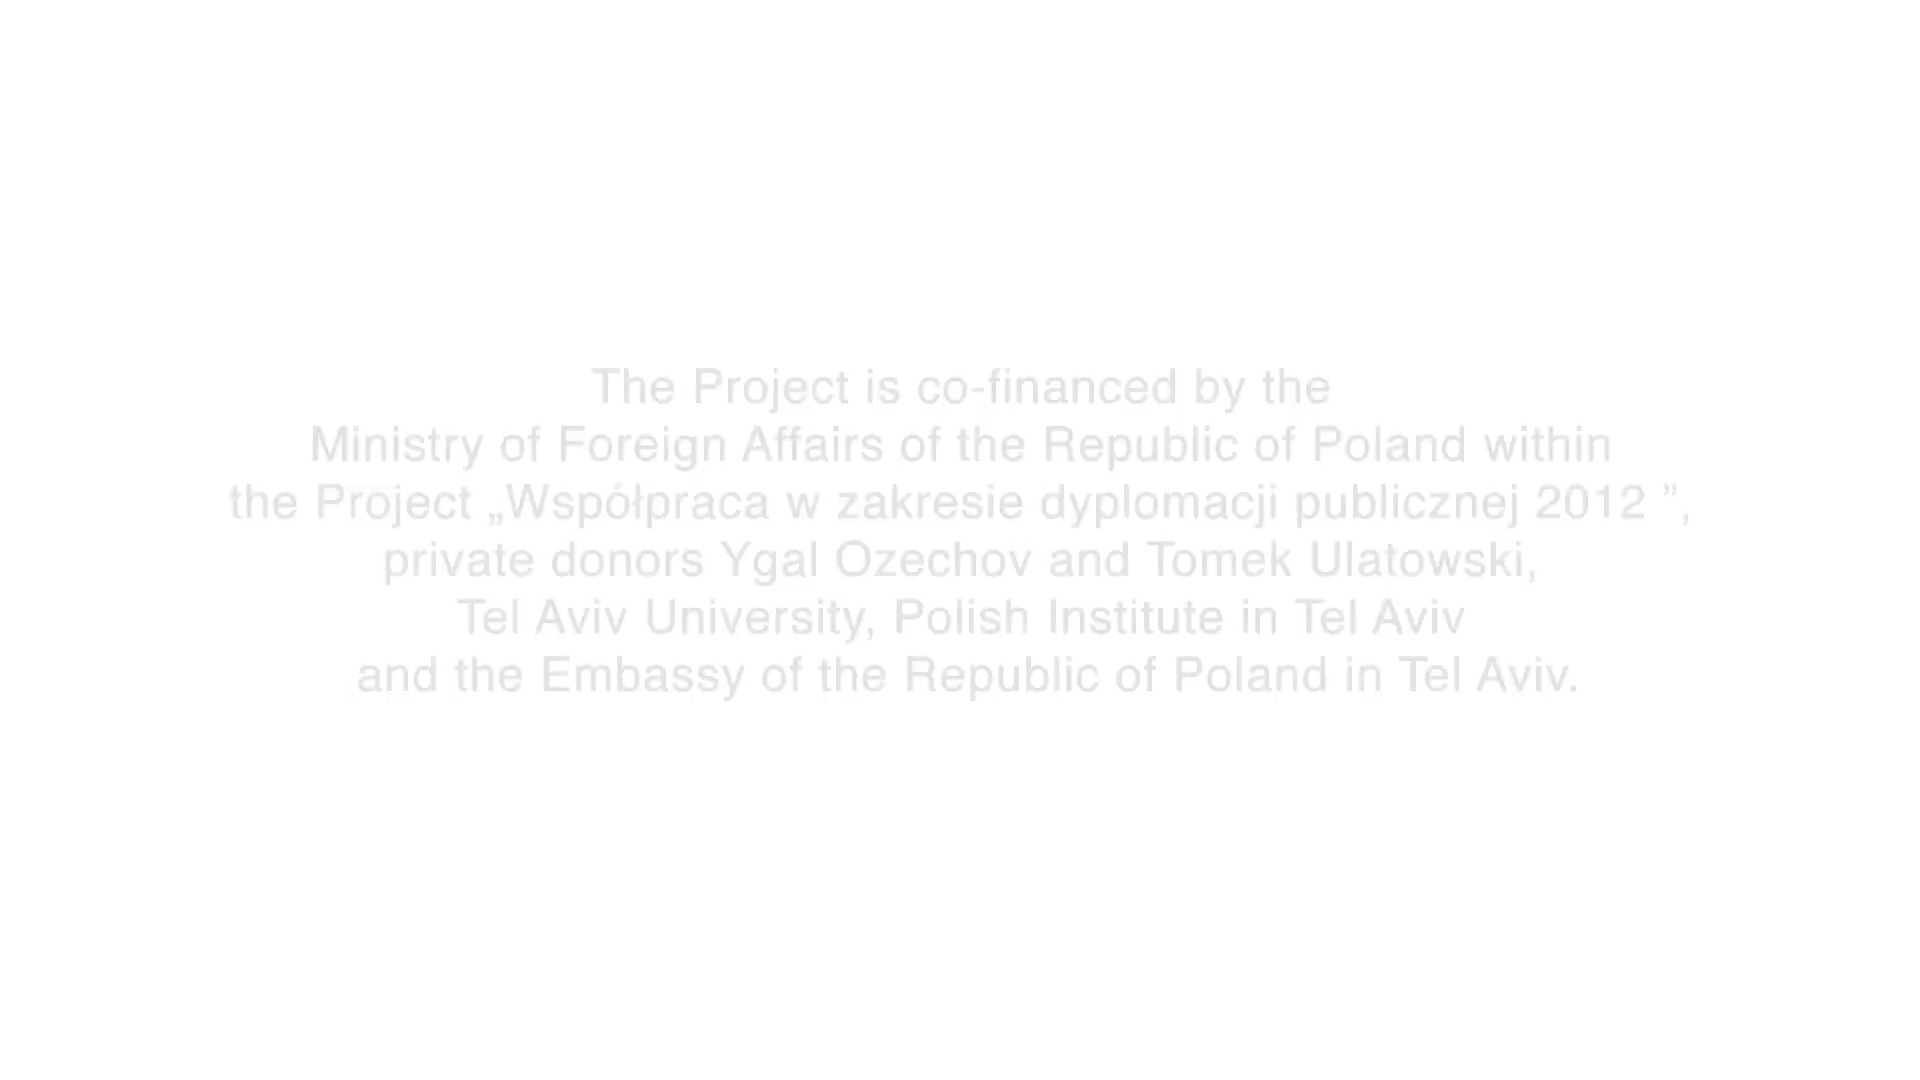 The Project is co-financed by the
Ministry of Foreign Affairs of the Republic of Poland within
the Project „Współpraca w zakresie dyplomacji publicznej 2012 ”,
private donors Ygal Ozechov and Tomek Ulatowski,
Tel Aviv University, Polish Institute in Tel Aviv
and the Embassy of the Republic of Poland in Tel Aviv.